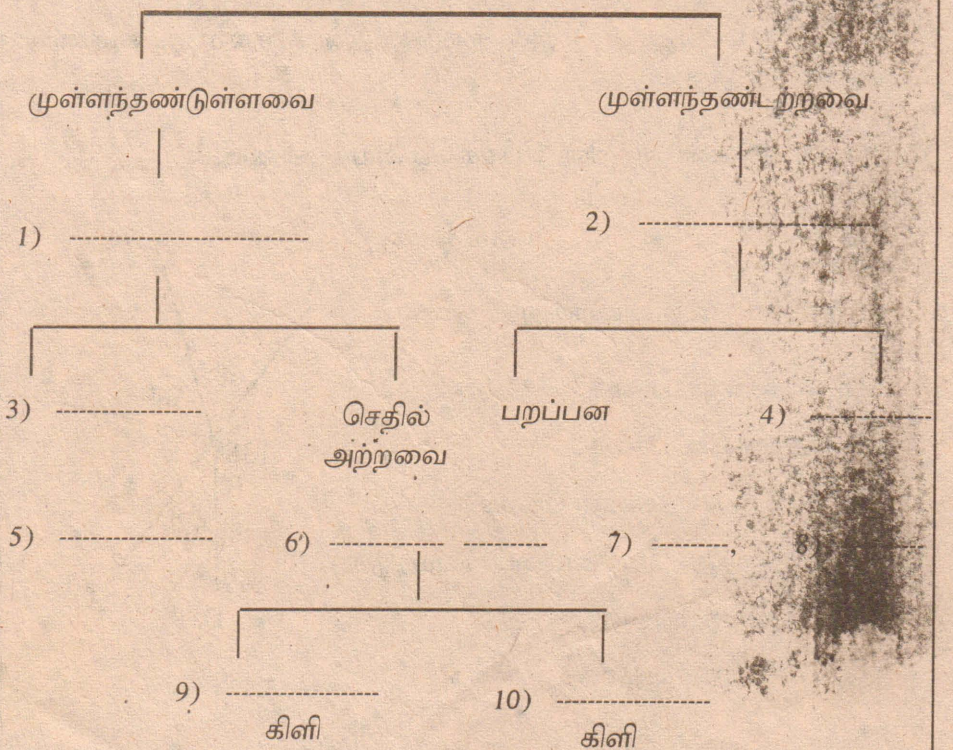 முள்ளந்தண்டுள்ளவை முள்ளந்தண்டற்றவை
1) ------------------------ 2) ------------------------
3) ---------------- செதில் அற்றவை பறப்பன 4) ------------
5) ---------------- 6) ------------ -------- 7) --------, 8) ------------
9) ---------------- 10) ----------------
கிளி கிளி